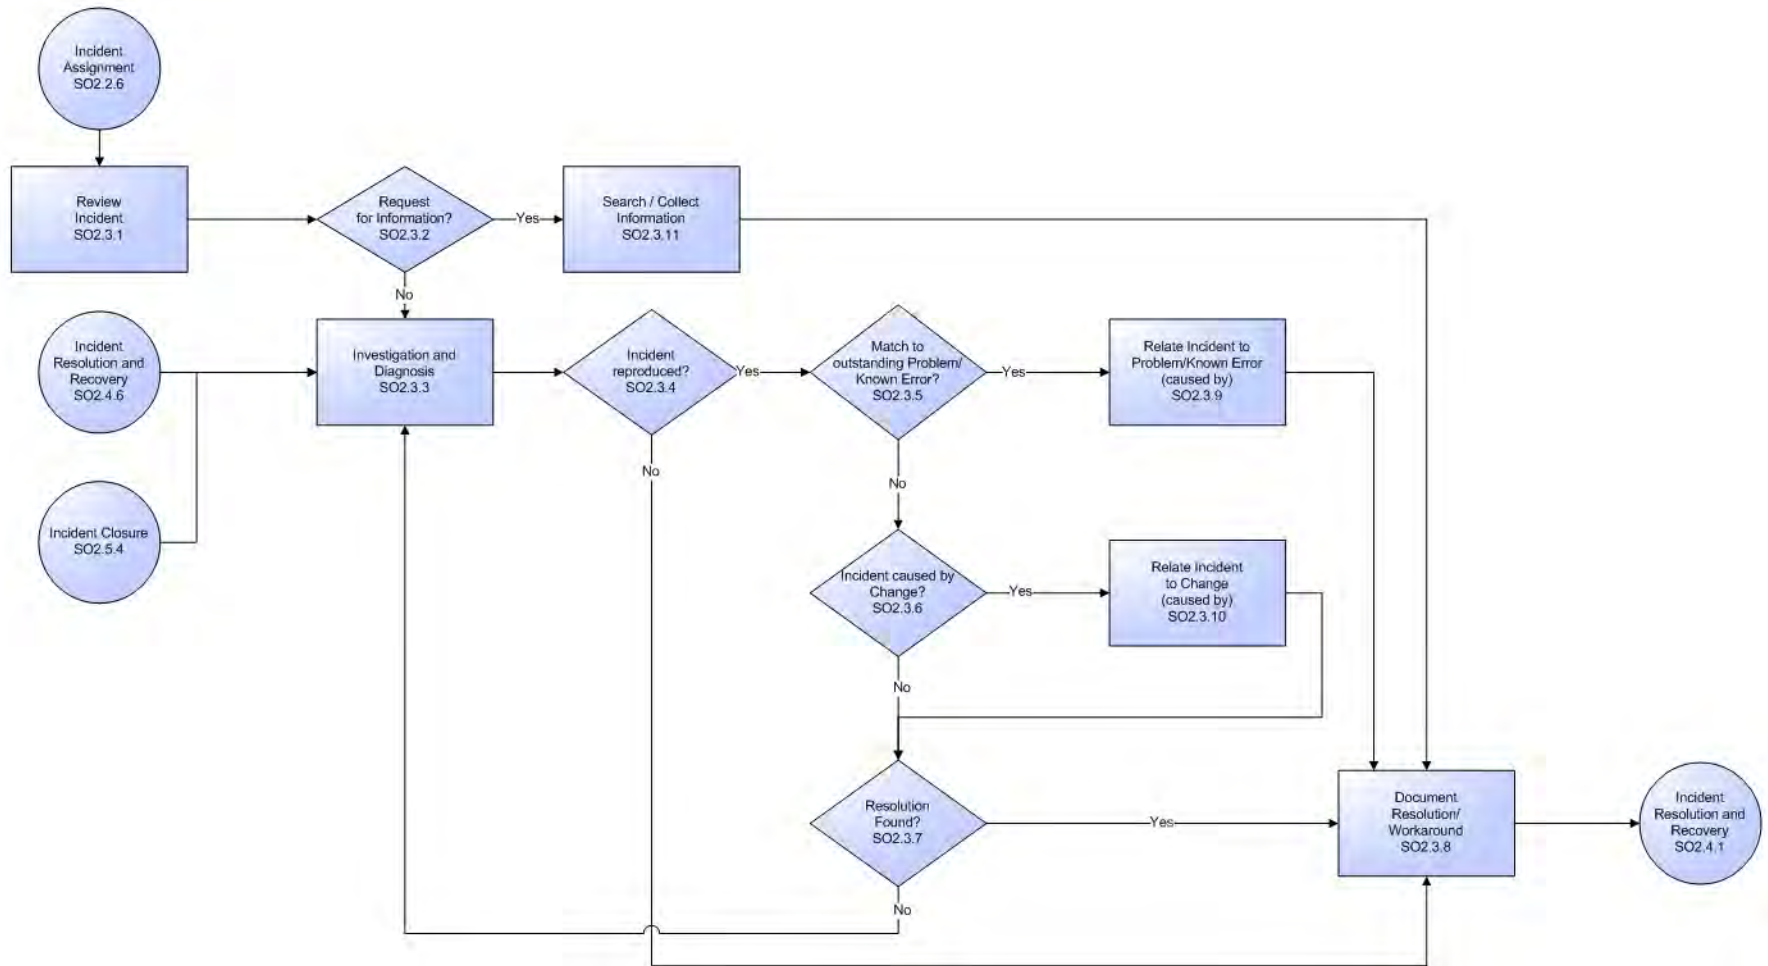 Incident
Assignment
SO2.2.6
Review
Incident
SO2.3.1
Request
for Information?
SO2.3.2
Yes
Search / Collect
Information
SO2.3.11
No
Incident
Resolution and
Recovery
SO2.4.6
Investigation and
Diagnosis
SO2.3.3
Incident
reproduced?
SO2.3.4
Yes
Match to
outstanding Problem/
Known Error?
SO2.3.5
Yes
Relate Incident to
Problem/Known Error
(caused by)
SO2.3.9
No
No
Incident Closure
SO2.5.4
Incident caused by
Change?
SO2.3.6
Yes
Relate Incident
to Change
(caused by)
SO2.3.10
No
Resolution
Found?
SO2.3.7
Yes
Document
Resolution/
Workaround
SO2.3.8
Incident
Resolution and
Recovery
SO2.4.1
No